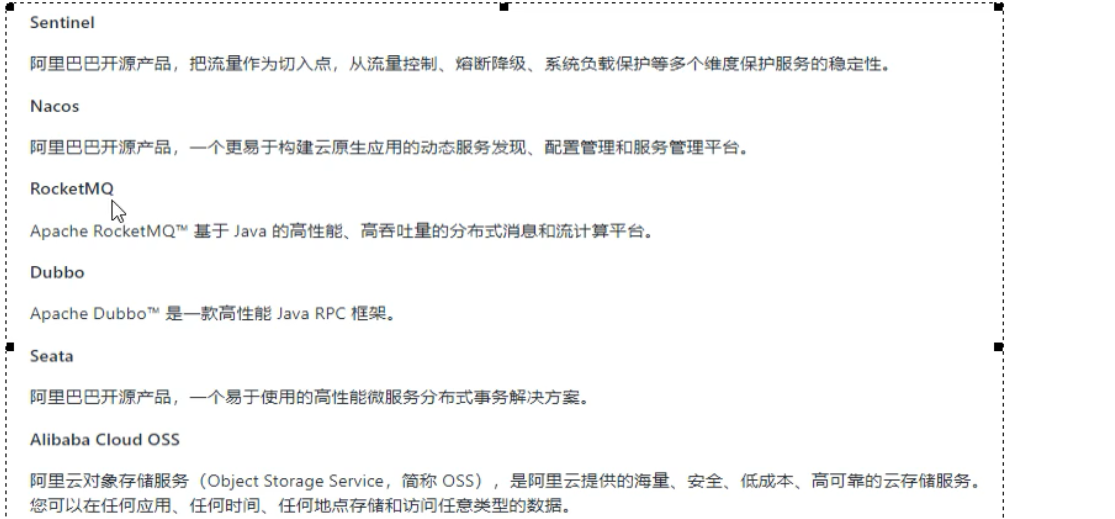 Sentinel
阿里巴巴开源产品，把流量作为切入点，从流量控制、熔断降级、系统负载保护等多个维度保护服务的稳定性。
Nacos
阿里巴巴开源产品，一个更易于构建云原生应用的动态服务发现、配置管理和服务管理平台。
RocketMQ
Apache RocketMQ™ 基于 Java 的高性能、高吞吐量的分布式消息和流计算平台。
Dubbo
Apache Dubbo™ 是一款高性能 Java RPC 框架。
Seata
阿里巴巴开源产品，一个易于使用的高性能微服务分布式事务解决方案。
Alibaba Cloud OSS
阿里云对象存储服务（Object Storage Service，简称 OSS），是阿里云提供的海量、安全、低成本、高可靠的云存储服务。
您可以在任何应用、任何时间、任何地点存储和访问任意类型的数据。